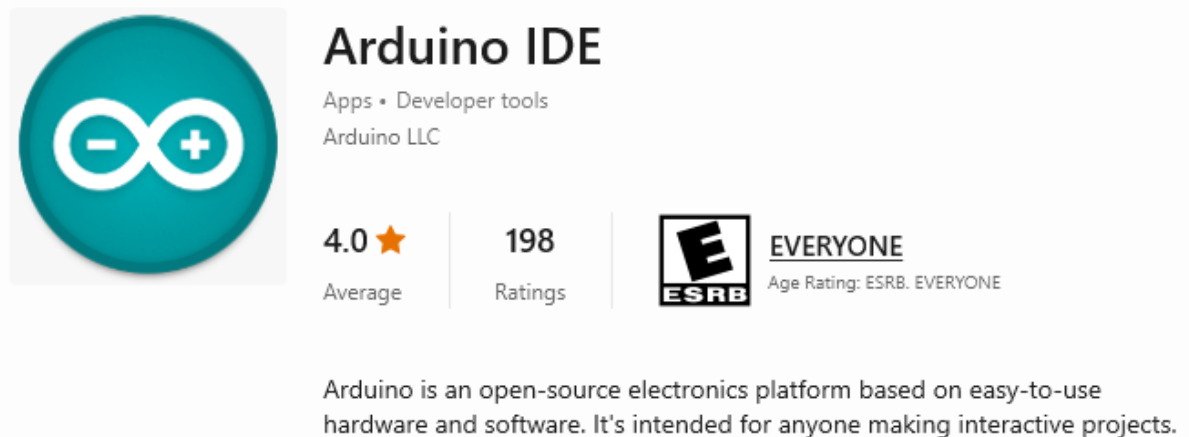 Arduino IDE
Apps • Developer tools
Arduino LLC
4.0
198
Average
Ratings
E
ESRB
EVERYONE
Age Rating: ESRB. EVERYONE
Arduino is an open-source electronics platform based on easy-to-use
hardware and software. It's intended for anyone making interactive projects.